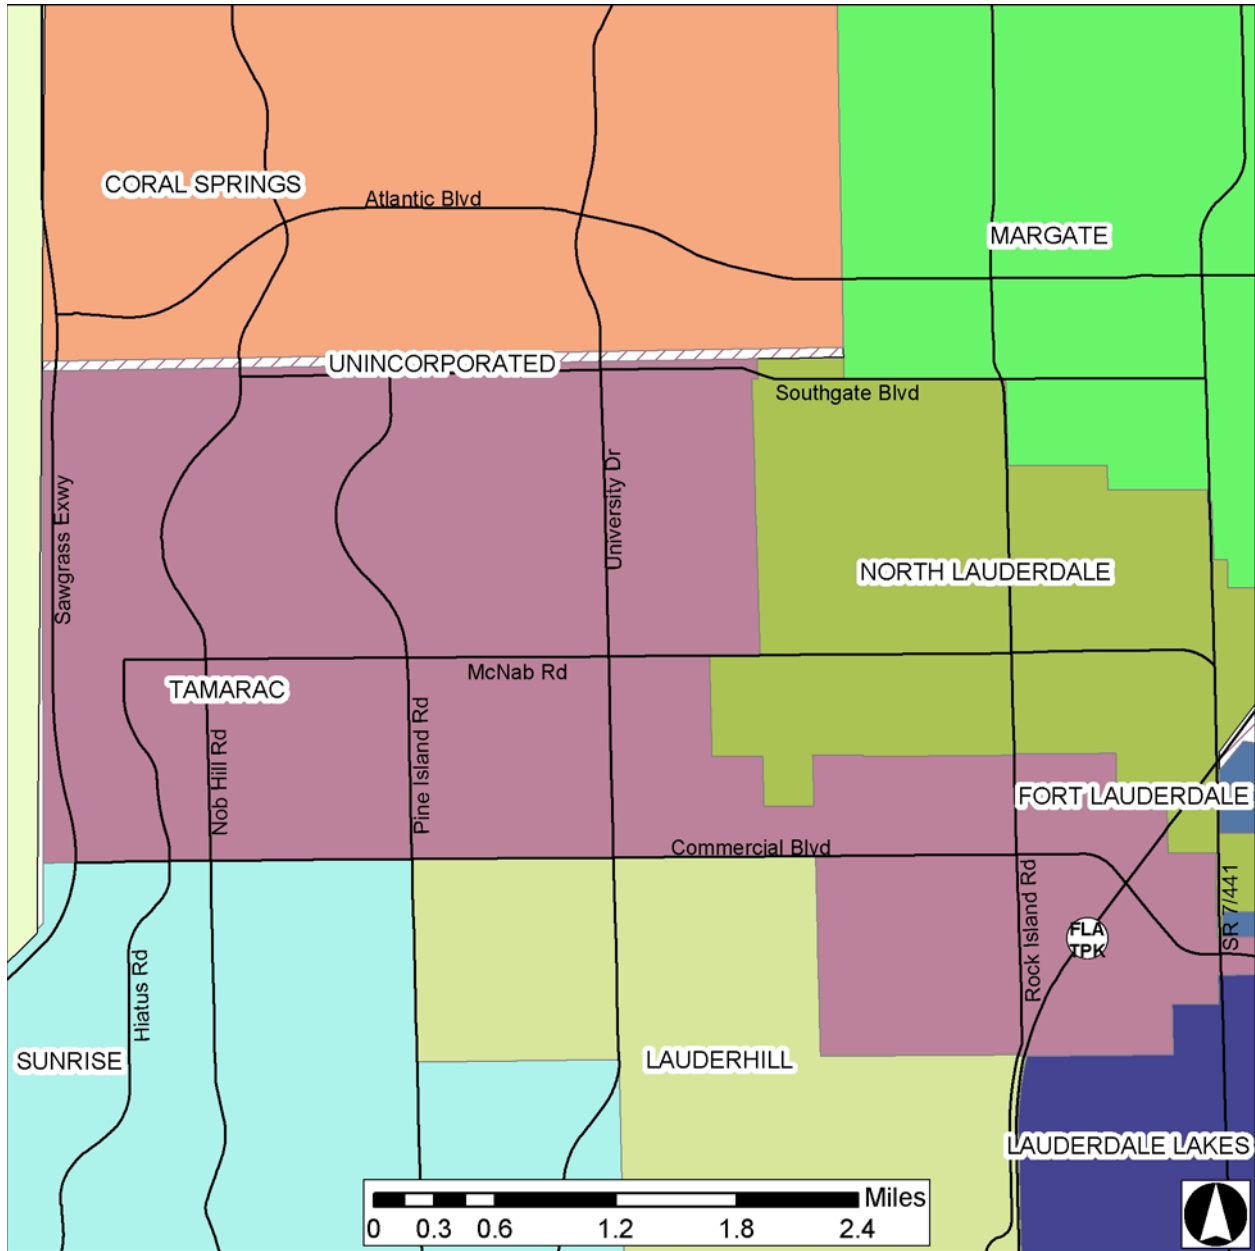 CORAL SPRINGS
Atlantic Blvd
MARGATE
UNINCORPORATED
Southgate Blvd
University Dr
Sawgrass Exwy
NORTH LAUDERDALE
McNab Rd
TAMARAC
Pine Island Rd
Nob Hill Rd
FORT LAUDERDALE
Commercial Blvd
Rock Island Rd
SR 7/441
FLA
TPK
Hiatus Rd
SUNRISE
LAUDERHILL
LAUDERDALE LAKES
Miles
0 0.3 0.6 1.2 1.8 2.4